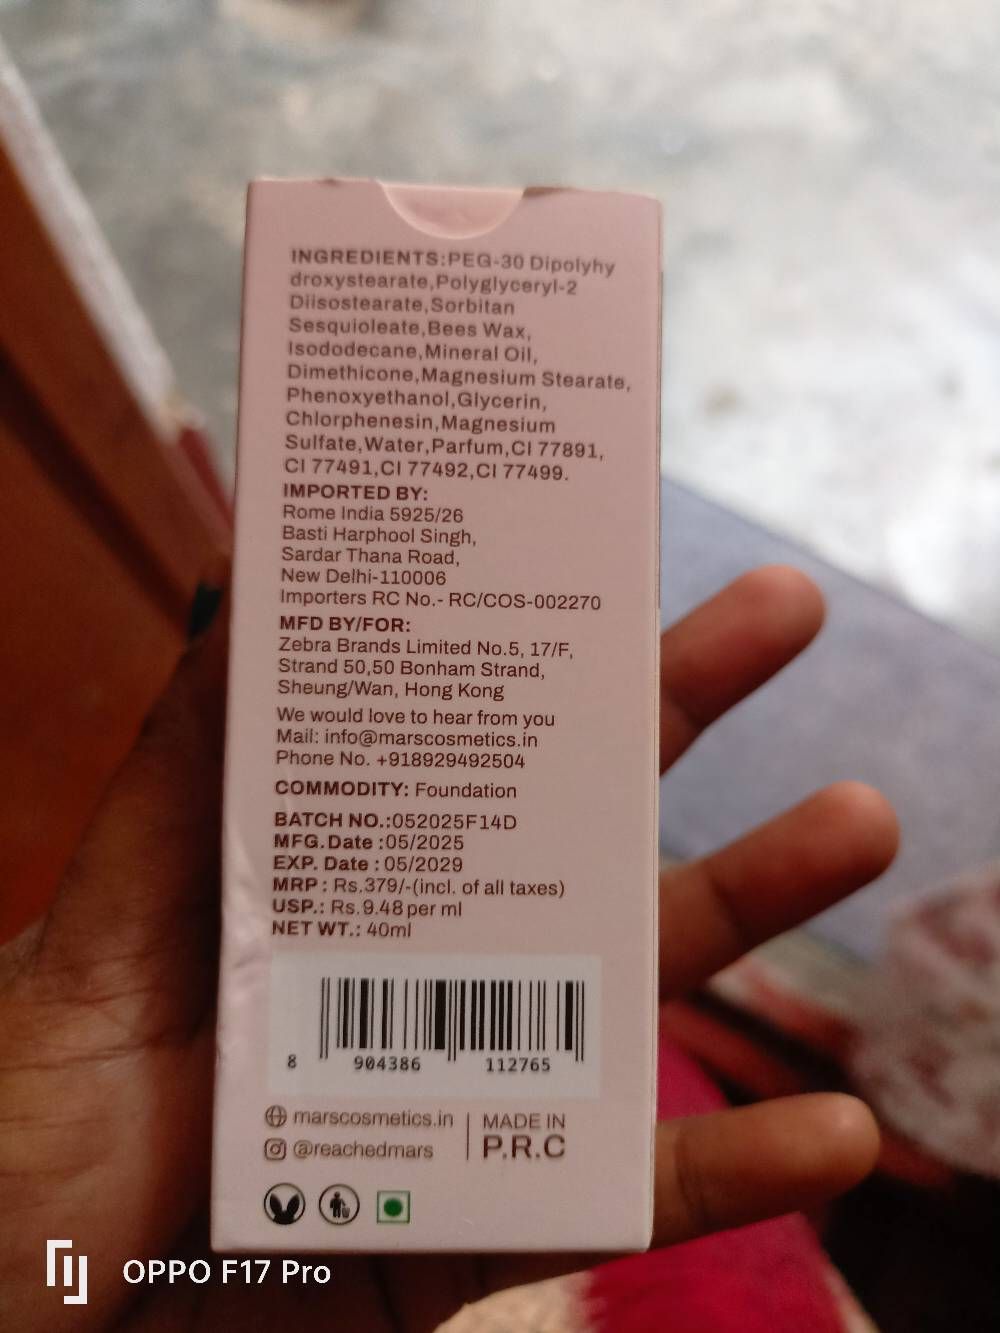 INGREDIENTS:PEG-30 Dipolyhy
droxystearate,Polyglyceryl-2
Diisostearate,Sorbitan
Sesquioleate,Bees Wax,
Isododecane,Mineral Oil,
Dimethicone,Magnesium Stearate,
Phenoxyethanol,Glycerin,
Chlorphenesin,Magnesium
Sulfate,Water,Parfum,CI 77891,
CI 77491,CI 77492,CI 77499.
IMPORTED BY:
Rome India 5925/26
Basti Harphool Singh,
Sardar Thana Road,
New Delhi-110006
Importers RC No.- RC/COS-002270
MFD BY/FOR:
Zebra Brands Limited No.5, 17/F,
Strand 50,50 Bonham Strand,
Sheung/Wan, Hong Kong
We would love to hear from you
Mail: info@marscosmetics.in
Phone No. +918929492504
COMMODITY: Foundation
BATCH NO.:052025F14D
MFG.Date :05/2025
EXP. Date : 05/2029
MRP : Rs.379/-(incl. of all taxes)
USP.: Rs.9.48 per ml
NET WT.: 40ml
8 904386 112765
marscosmetics.in
@reachedmars
MADE IN
P.R.C
OPPO F17 Pro